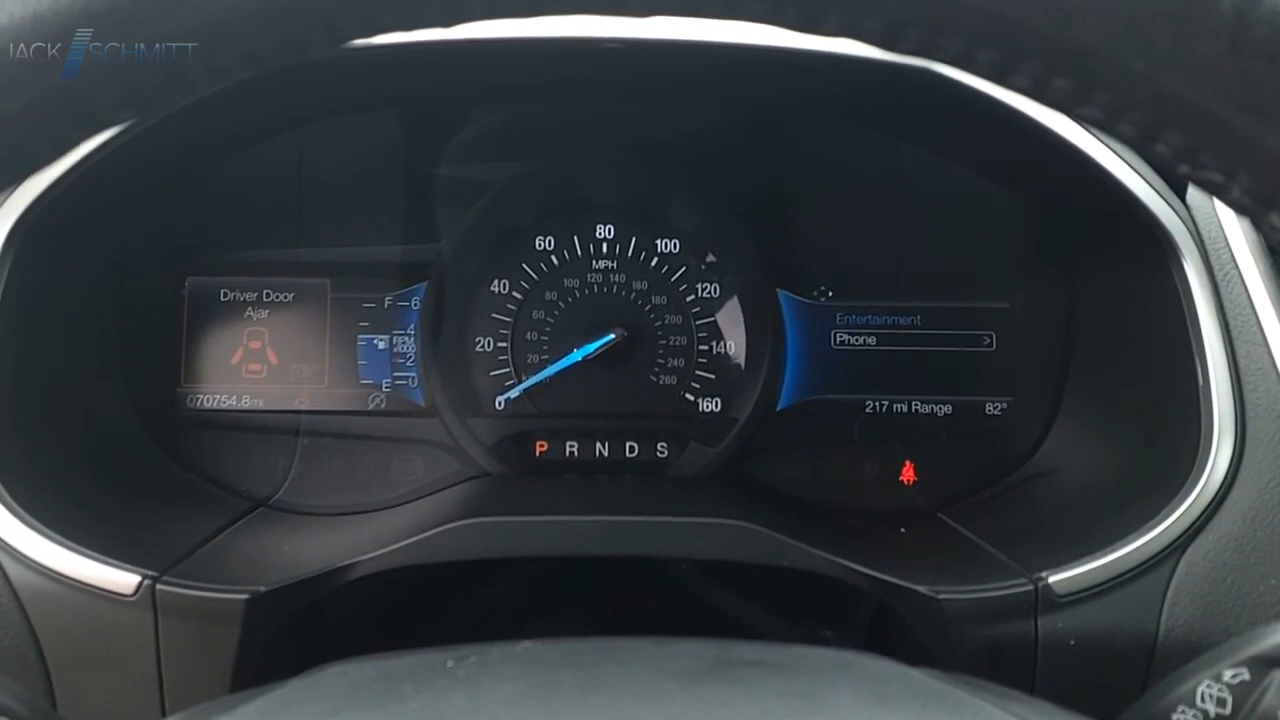 JACK SCHMITT
Driver Door
Ajar
F
6
4
RPM
x1000
2
E
0
070754.8mi
0
20
40
60
80
100
120
140
160
MPH
20
40
60
80
100
120
140
160
180
200
220
240
260
km/h
P R N D S
Entertainment
Phone >
217 mi Range
82°